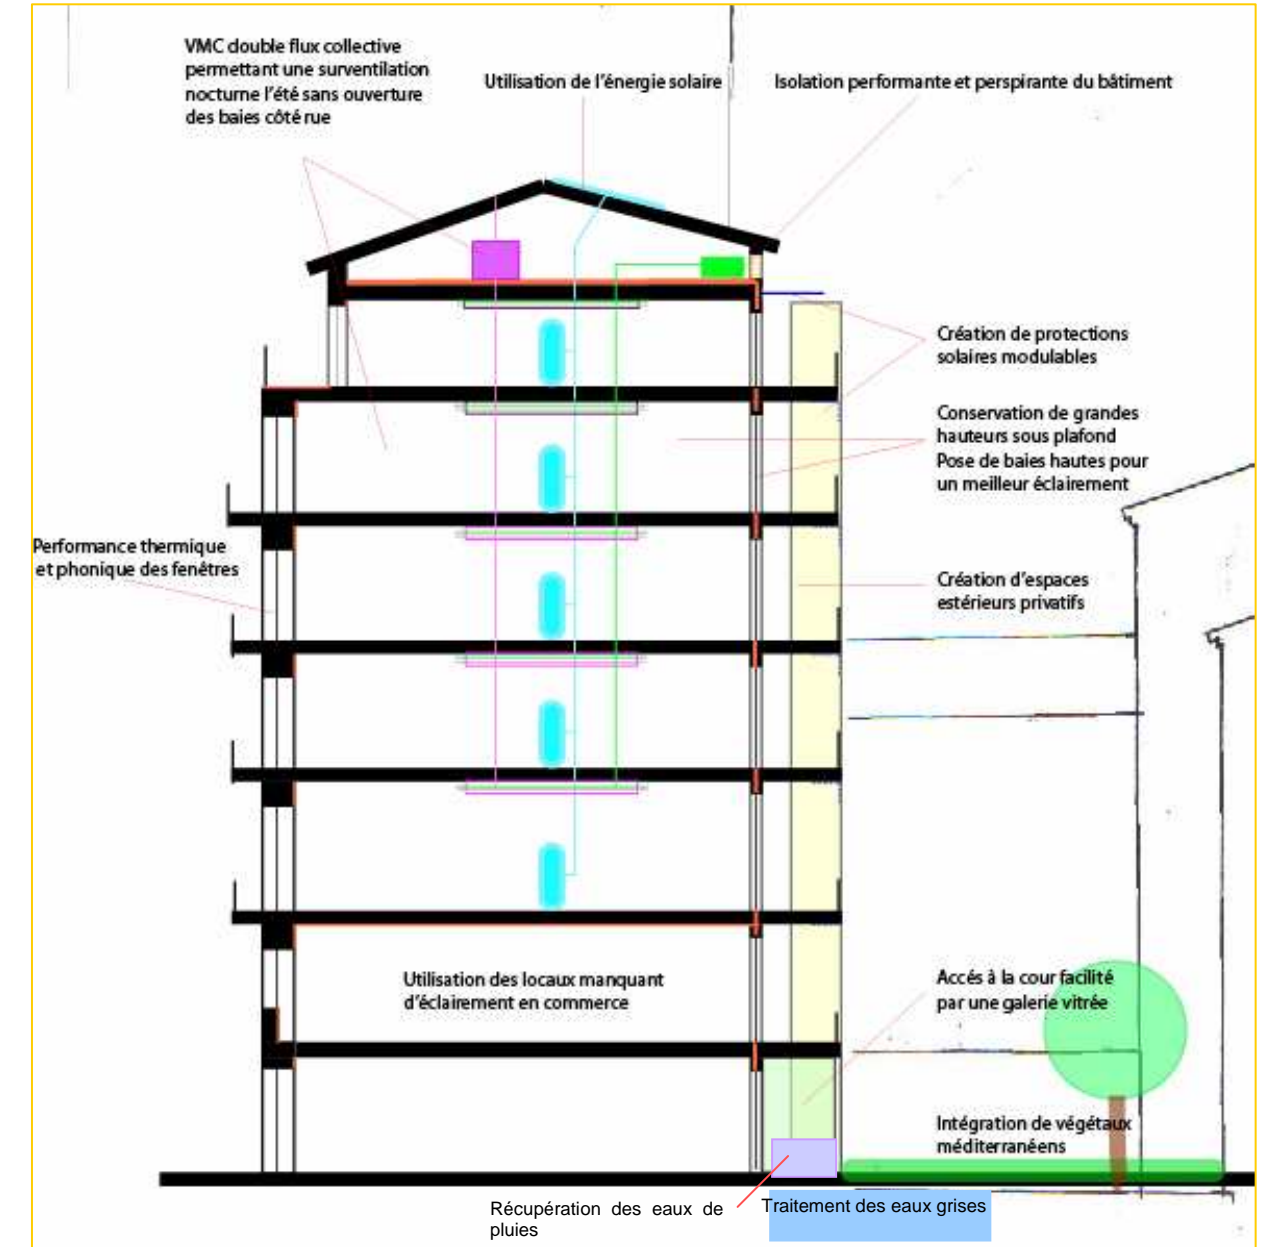 VMC double flux collective
permettant une surventilation
nocturne l'été sans ouverture
des baies côté rue
Utilisation de l'énergie solaire
Isolation performante et perspirante du bâtiment
Création de protections
solaires modulables
Conservation de grandes
hauteurs sous plafond
Pose de baies hautes pour
un meilleur éclairement
Performance thermique
et phonique des fenêtres
Création d'espaces
estérieurs privatifs
Utilisation des locaux manquant
d'éclairement en commerce
Accés à la cour facilité
par une galerie vitrée
Intégration de végétaux
méditerranéens
Récupération des eaux de
pluies
Traitement des eaux grises